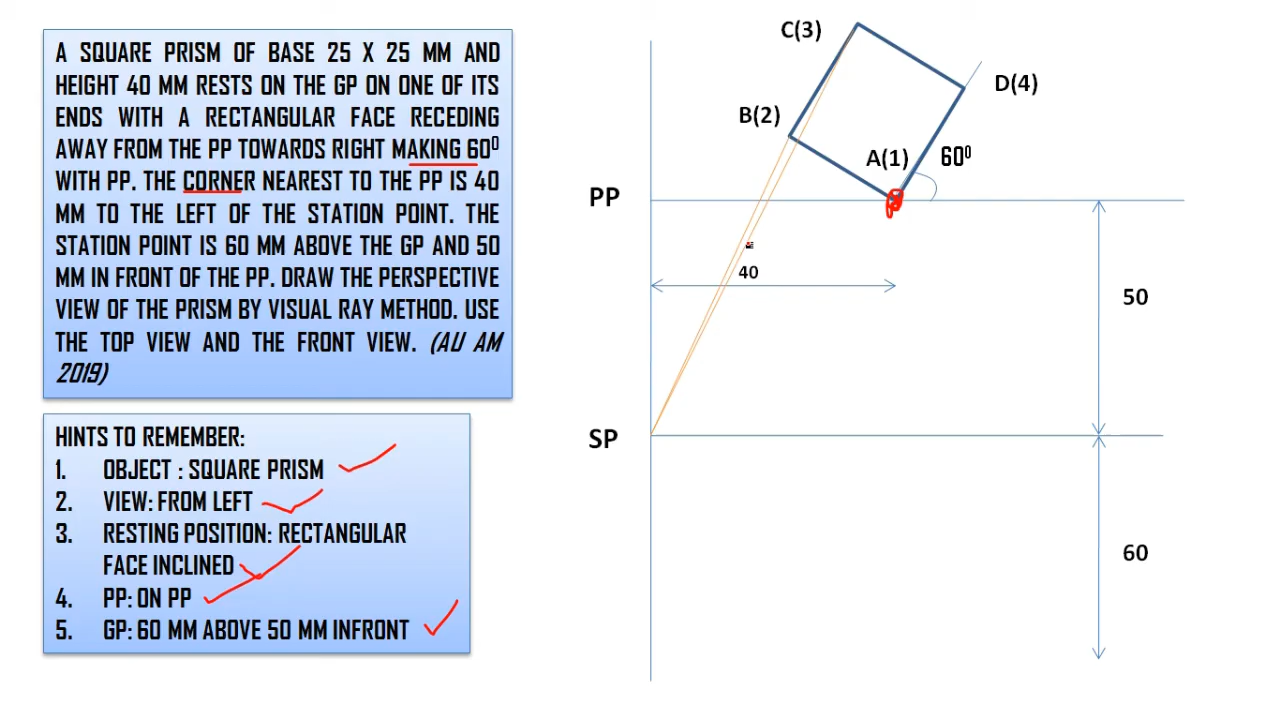 A SQUARE PRISM OF BASE 25 X 25 MM AND
HEIGHT 40 MM RESTS ON THE GP ON ONE OF ITS
ENDS WITH A RECTANGULAR FACE RECEDING
AWAY FROM THE PP TOWARDS RIGHT MAKING 60⁰
WITH PP. THE CORNER NEAREST TO THE PP IS 40
MM TO THE LEFT OF THE STATION POINT. THE
STATION POINT IS 60 MM ABOVE THE GP AND 50
MM IN FRONT OF THE PP. DRAW THE PERSPECTIVE
VIEW OF THE PRISM BY VISUAL RAY METHOD. USE
THE TOP VIEW AND THE FRONT VIEW. (AU AM
2019)
HINTS TO REMEMBER:
1. OBJECT : SQUARE PRISM
2. VIEW: FROM LEFT
3. RESTING POSITION: RECTANGULAR
FACE INCLINED
4. PP: ON PP
5. GP: 60 MM ABOVE 50 MM INFRONT
C(3)
D(4)
B(2)
A(1)
60⁰
PP
40
50
SP
60